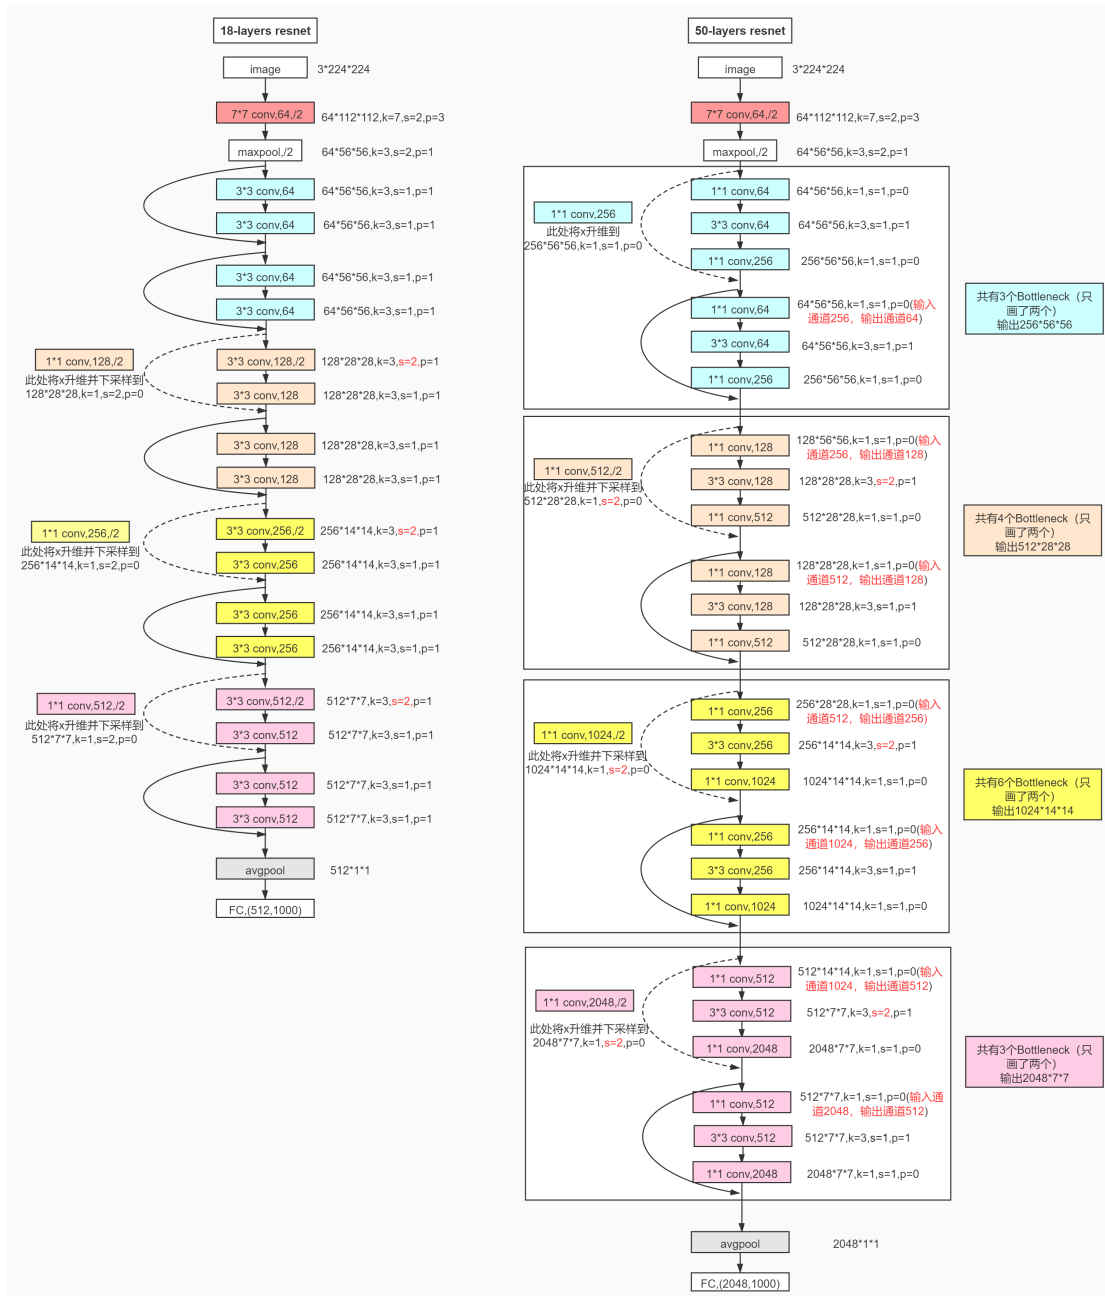 18-layers resnet
image
3*224*224
7*7 conv,64,/2
64*112*112,k=7,s=2,p=3
maxpool,/2
64*56*56,k=3,s=2,p=1
3*3 conv,64
64*56*56,k=3,s=1,p=1
3*3 conv,64
64*56*56,k=3,s=1,p=1
3*3 conv,64
64*56*56,k=3,s=1,p=1
3*3 conv,64
64*56*56,k=3,s=1,p=1
1*1 conv,128,/2
此处将x升维并下采样到
128*28*28,k=1,s=2,p=0
3*3 conv,128,/2
128*28*28,k=3,s=2,p=1
3*3 conv,128
128*28*28,k=3,s=1,p=1
3*3 conv,128
128*28*28,k=3,s=1,p=1
3*3 conv,128
128*28*28,k=3,s=1,p=1
1*1 conv,256,/2
此处将x升维并下采样到
256*14*14,k=1,s=2,p=0
3*3 conv,256,/2
256*14*14,k=3,s=2,p=1
3*3 conv,256
256*14*14,k=3,s=1,p=1
3*3 conv,256
256*14*14,k=3,s=1,p=1
3*3 conv,256
256*14*14,k=3,s=1,p=1
1*1 conv,512,/2
此处将x升维并下采样到
512*7*7,k=1,s=2,p=0
3*3 conv,512,/2
512*7*7,k=3,s=2,p=1
3*3 conv,512
512*7*7,k=3,s=1,p=1
3*3 conv,512
512*7*7,k=3,s=1,p=1
3*3 conv,512
512*7*7,k=3,s=1,p=1
avgpool
512*1*1
FC,(512,1000)
50-layers resnet
image
3*224*224
7*7 conv,64,/2
64*112*112,k=7,s=2,p=3
maxpool,/2
64*56*56,k=3,s=2,p=1
1*1 conv,256
此处将x升维到
256*56*56,k=1,s=1,p=0
1*1 conv,64
64*56*56,k=1,s=1,p=0
3*3 conv,64
64*56*56,k=3,s=1,p=1
1*1 conv,256
256*56*56,k=1,s=1,p=0
1*1 conv,64
64*56*56,k=1,s=1,p=0(输入
通道256，输出通道64)
3*3 conv,64
64*56*56,k=3,s=1,p=1
1*1 conv,256
256*56*56,k=1,s=1,p=0
共有3个Bottleneck（只
画了两个）
输出256*56*56
1*1 conv,512,/2
此处将x升维并下采样到
512*28*28,k=1,s=2,p=0
1*1 conv,128
128*56*56,k=1,s=1,p=0(输入
通道256，输出通道128)
3*3 conv,128
128*28*28,k=3,s=2,p=1
1*1 conv,512
512*28*28,k=1,s=1,p=0
1*1 conv,128
128*28*28,k=1,s=1,p=0(输入
通道512，输出通道128)
3*3 conv,128
128*28*28,k=3,s=1,p=1
1*1 conv,512
512*28*28,k=1,s=1,p=0
共有4个Bottleneck（只
画了两个）
输出512*28*28
1*1 conv,1024,/2
此处将x升维并下采样到
1024*14*14,k=1,s=2,p=0
1*1 conv,256
256*28*28,k=1,s=1,p=0(输入
通道512，输出通道256)
3*3 conv,256
256*14*14,k=3,s=2,p=1
1*1 conv,1024
1024*14*14,k=1,s=1,p=0
1*1 conv,256
256*14*14,k=1,s=1,p=0(输入
通道1024，输出通道256)
3*3 conv,256
256*14*14,k=3,s=1,p=1
1*1 conv,1024
1024*14*14,k=1,s=1,p=0
共有6个Bottleneck（只
画了两个）
输出1024*14*14
1*1 conv,2048,/2
此处将x升维并下采样到
2048*7*7,k=1,s=2,p=0
1*1 conv,512
512*14*14,k=1,s=1,p=0(输入
通道1024，输出通道512)
3*3 conv,512
512*7*7,k=3,s=2,p=1
1*1 conv,2048
2048*7*7,k=1,s=1,p=0
1*1 conv,512
512*7*7,k=1,s=1,p=0(输入通
道2048，输出通道512)
3*3 conv,512
512*7*7,k=3,s=1,p=1
1*1 conv,2048
2048*7*7,k=1,s=1,p=0
共有3个Bottleneck（只
画了两个）
输出2048*7*7
avgpool
2048*1*1
FC,(2048,1000)